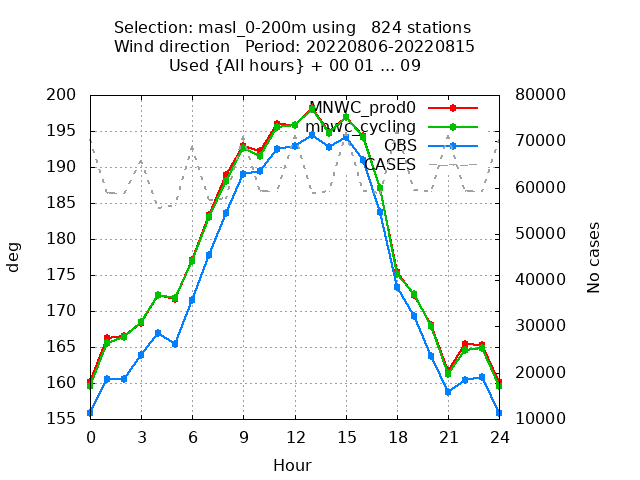 Selection: masl_0-200m using   824 stations
Wind direction   Period: 20220806-20220815
Used {All hours} + 00 01 ... 09
MNWC_prod0
mnwc_cycling
OBS
CASES
200
195
190
185
180
175
170
165
160
155
80000
70000
60000
50000
40000
30000
20000
10000
deg
No cases
0 3 6 9 12 15 18 21 24
Hour